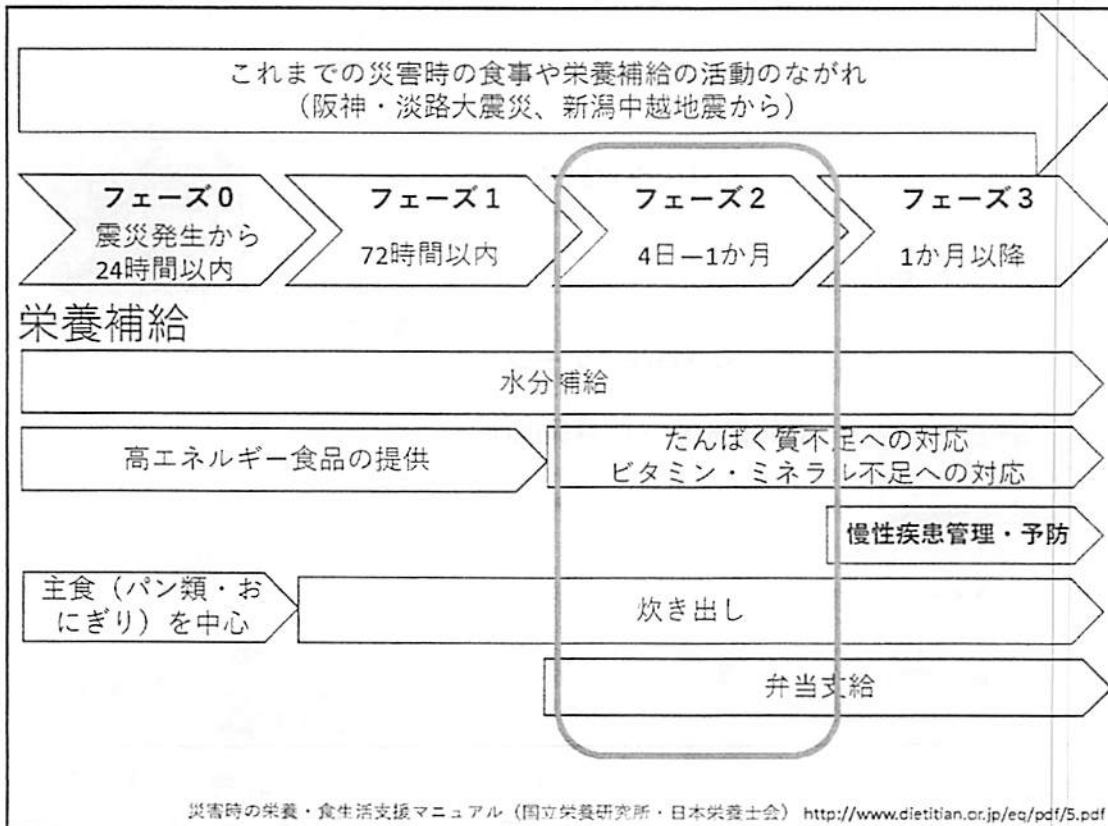 これまでの災害時の食事や栄養補給の活動のながれ
(阪神・淡路大震災、新潟中越地震から)
フェーズ0
震災発生から
24時間以内
フェーズ1
72時間以内
フェーズ2
4日―1か月
フェーズ3
1か月以降
栄養補給
水分補給
高エネルギー食品の提供
たんぱく質不足への対応
ビタミン・ミネラル不足への対応
慢性疾患管理・予防
主食(パン類・お
にぎり)を中心
炊き出し
弁当支給
災害時の栄養・食生活支援マニュアル(国立栄養研究所・日本栄養士会) http://www.dietitian.or.jp/eq/pdf/5.pdf